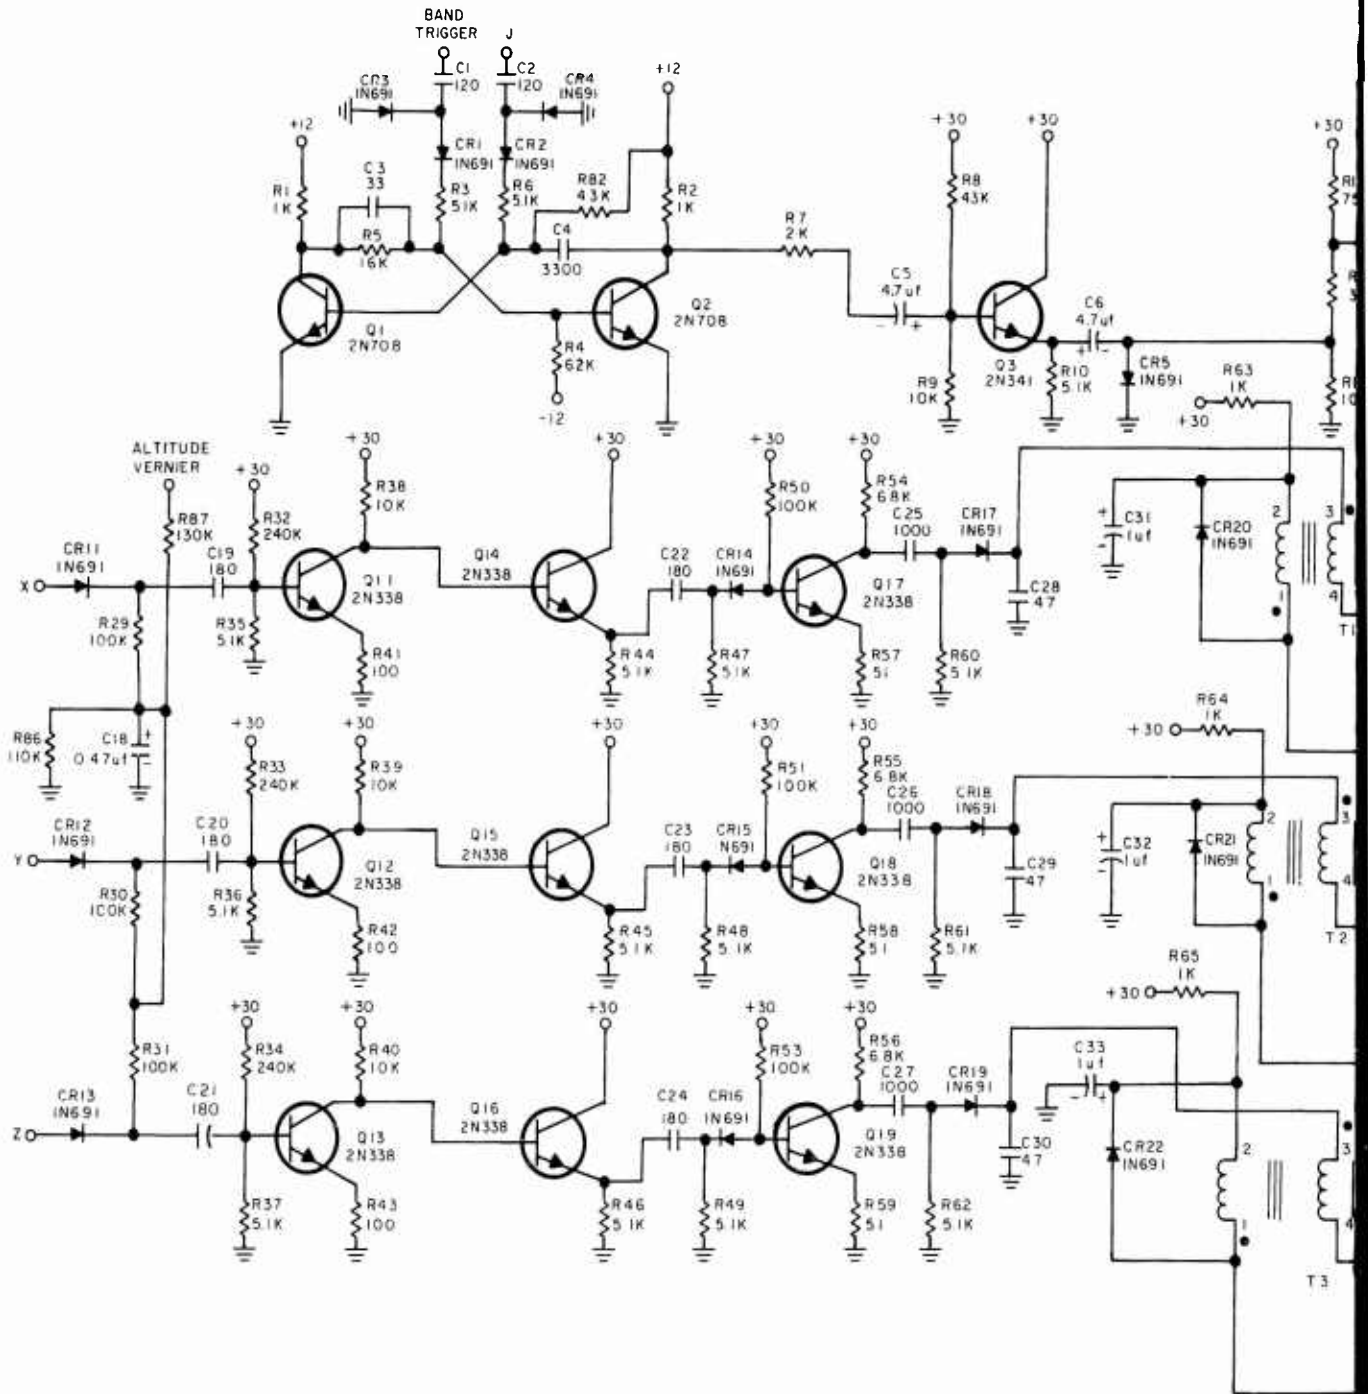 BAND
TRIGGER
J
C1
120
C2
120
CR3
1N691
CR4
1N691
+12
+12
CR1
1N691
CR2
1N691
C3
33
R1
1K
R3
51K
R6
5.1K
R82
43K
R2
1K
R5
16K
C4
3300
R7
2K
+30
+30
+30
R8
43K
C5
4.7uf
-
+
C6
4.7uf
+
-
Q1
2N708
Q2
2N708
R4
62K
-12
Q3
2N341
R9
10K
R10
5.1K
CR5
1N691
R63
1K
+30
ALTITUDE
VERNIER
+30
+30
+30
+30
+30
R87
130K
R32
240K
R38
10K
R50
100K
R54
6.8K
C25
1000
CR17
1N691
CR11
1N691
C19
180
X
Q11
2N338
Q14
2N338
C22
180
CR14
1N691
Q17
2N338
C28
47
+
-
C31
1uf
CR20
1N691
2
3
1
4
T1
R29
100K
R35
5.1K
R41
100
R44
5.1K
R47
5.1K
R57
51
R60
5.1K
R86
110K
C18
0.47uf
+
-
+30
+30
+30
+30
+30
R64
1K
+30
R33
240K
R39
10K
R51
100K
R55
6.8K
C26
1000
CR18
1N691
CR12
1N691
C20
180
Y
Q12
2N338
Q15
2N338
C23
180
CR15
N691
Q18
2N338
C29
47
+
-
C32
1uf
CR21
1N691
2
3
1
4
T2
R30
100K
R36
5.1K
R42
100
R45
5.1K
R48
5.1K
R58
51
R61
5.1K
R65
1K
+30
+30
+30
+30
+30
+30
R31
100K
R34
240K
R40
10K
R53
100K
R56
6.8K
C27
1000
CR19
1N691
C33
1uf
-
+
CR13
1N691
C21
180
Z
Q13
2N338
Q16
2N338
C24
180
CR16
1N691
Q19
2N338
C30
47
CR22
1N691
2
3
1
4
T3
R37
5.1K
R43
100
R46
5.1K
R49
5.1K
R59
51
R62
5.1K